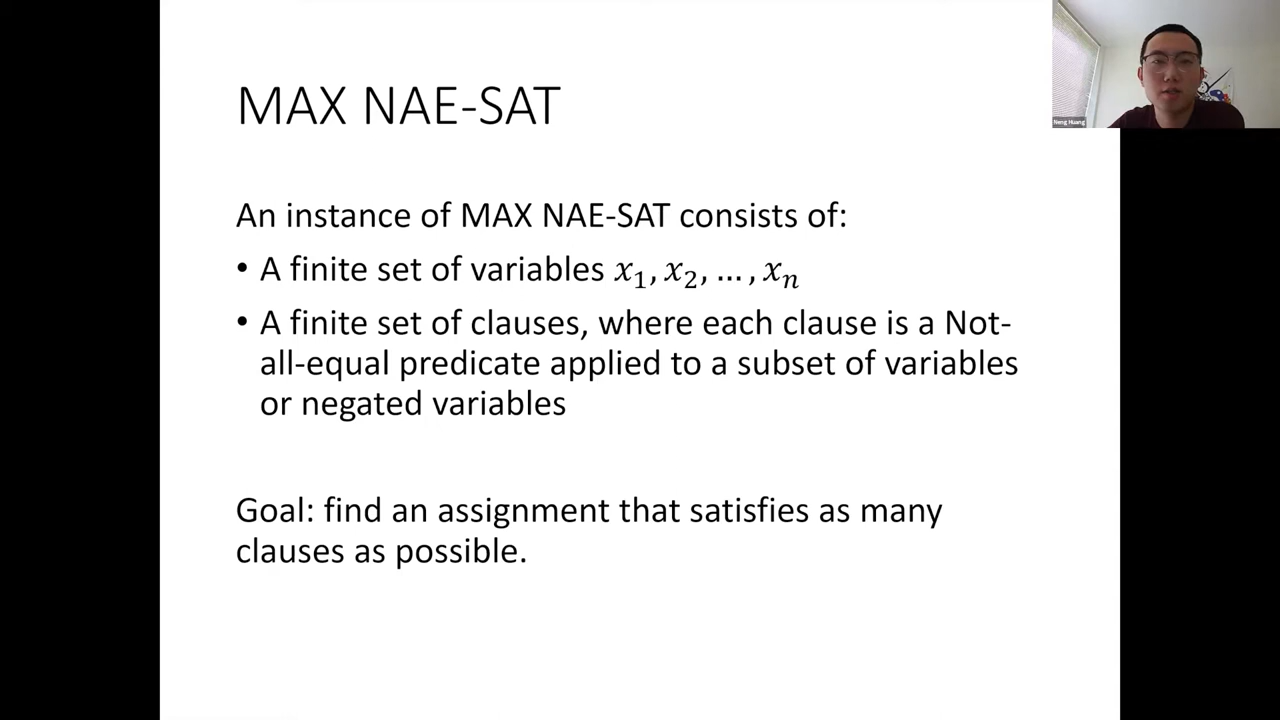 MAX NAE-SAT
An instance of MAX NAE-SAT consists of:
• A finite set of variables x₁, x₂, …, xₙ
• A finite set of clauses, where each clause is a Not-
all-equal predicate applied to a subset of variables
or negated variables
Goal: find an assignment that satisfies as many
clauses as possible.
Neng Huang